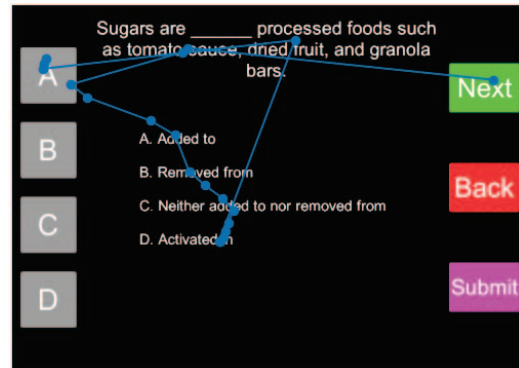 Sugars are ______ processed foods such
as tomato sauce, dried fruit, and granola
bars.
A
Next
A. Added to
B
B. Removed from
Back
C. Neither added to nor removed from
C
D. Activated in
D
Submit